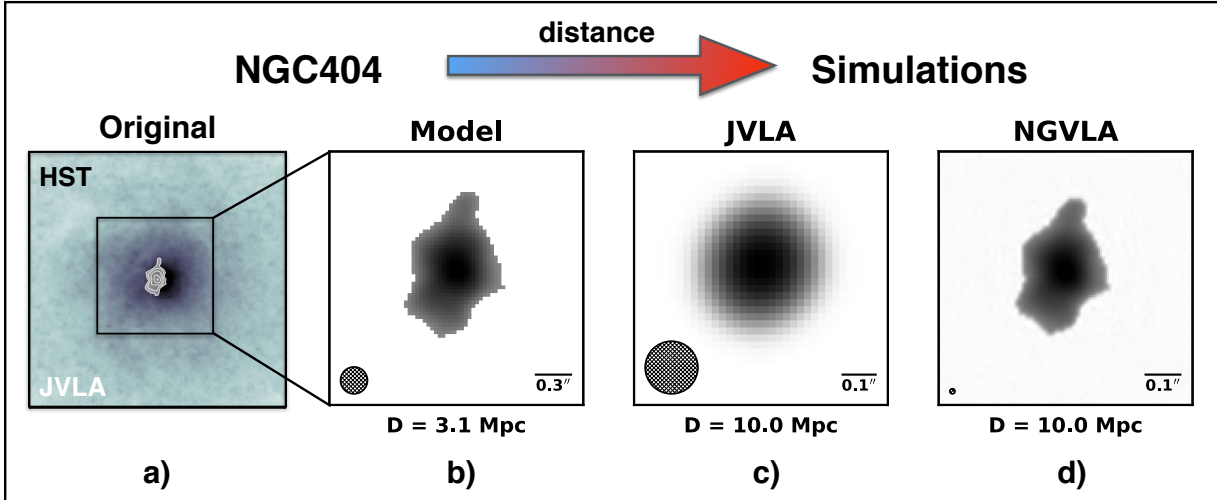 distance
NGC404
Simulations
Original
Model
JVLA
NGVLA
HST
JVLA
0.3″
0.1″
0.1″
D = 3.1 Mpc
D = 10.0 Mpc
D = 10.0 Mpc
a)
b)
c)
d)